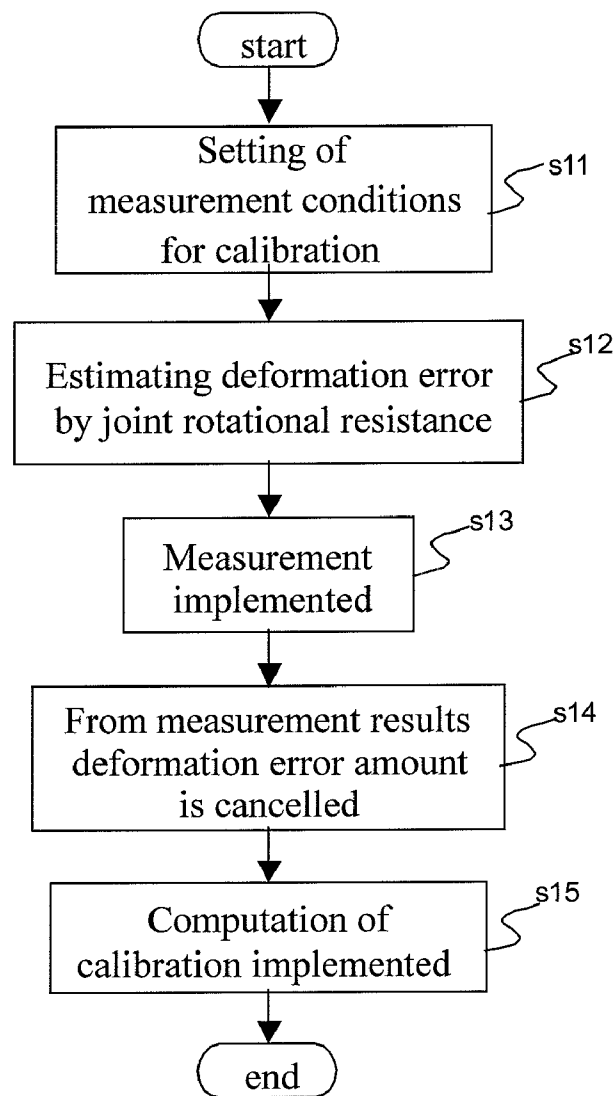 start
Setting of
measurement conditions
for calibration
s11
Estimating deformation error
by joint rotational resistance
s12
Measurement
implemented
s13
From measurement results
deformation error amount
is cancelled
s14
Computation of
calibration implemented
s15
end